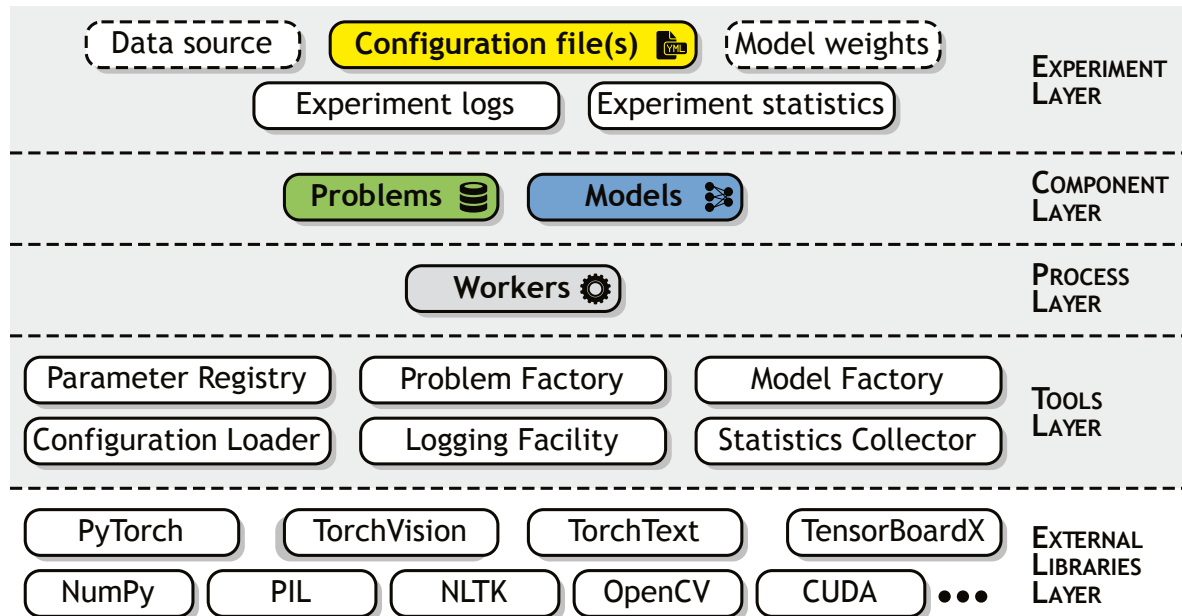 Data source
Configuration file(s)
YML
Model weights
Experiment logs
Experiment statistics
EXPERIMENT
LAYER
Problems
Models
COMPONENT
LAYER
Workers
PROCESS
LAYER
Parameter Registry
Problem Factory
Model Factory
Configuration Loader
Logging Facility
Statistics Collector
TOOLS
LAYER
PyTorch
TorchVision
TorchText
TensorBoardX
NumPy
PIL
NLTK
OpenCV
CUDA
•••
EXTERNAL
LIBRARIES
LAYER